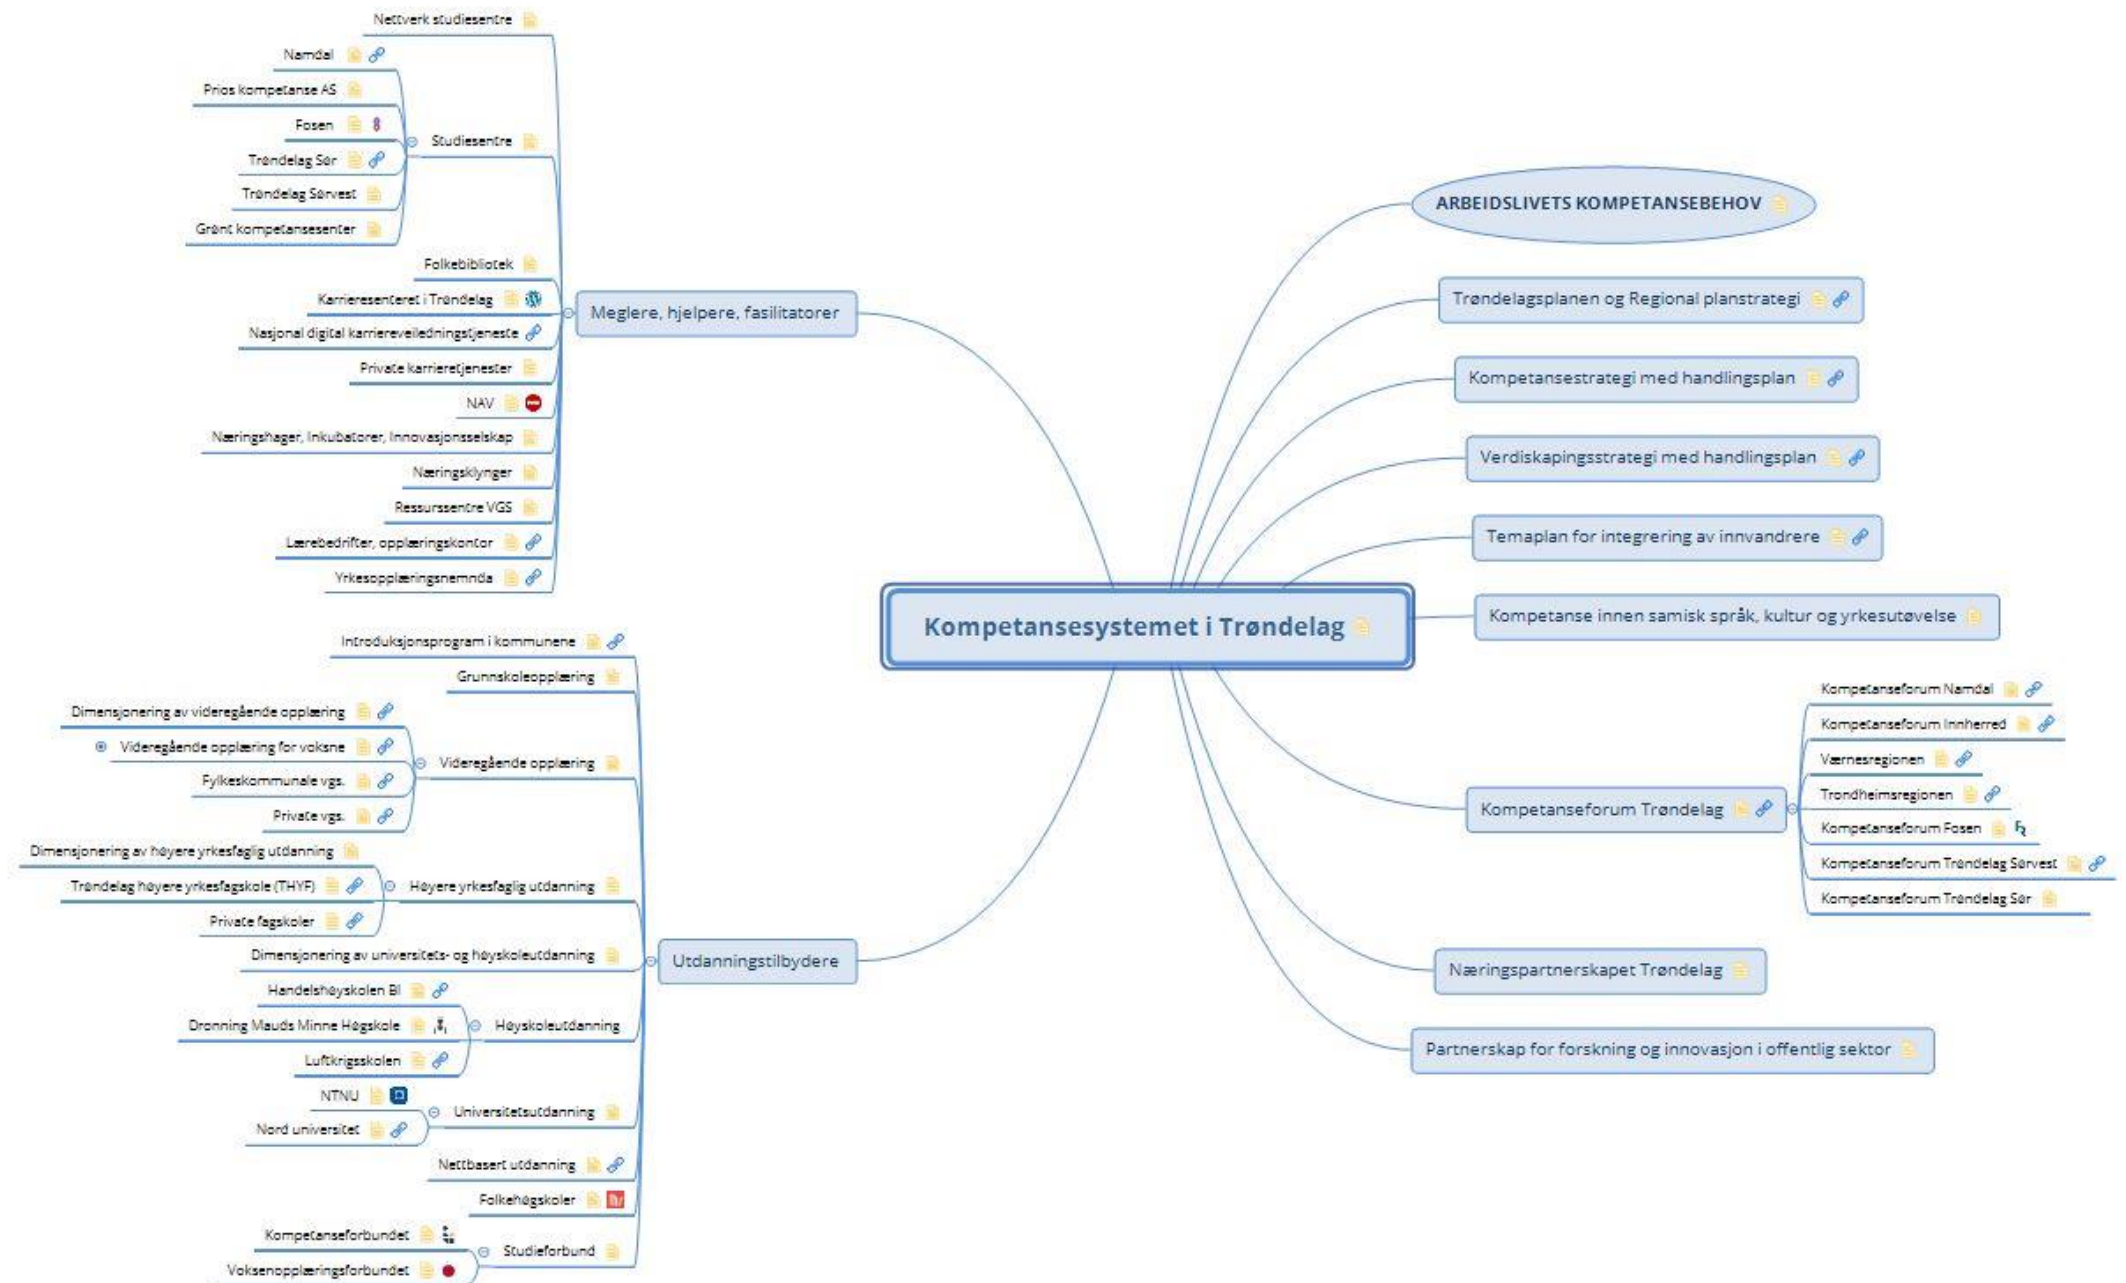 Nettverk studiesentre
Namdal
Prios kompetanse AS
Fosen
Trøndelag Sør
Trøndelag Sørvest
Grønt kompetansesenter
Studiesentre
Folkebibliotek
Karrieresenteret i Trøndelag
Nasjonal digital karriereveiledningstjeneste
Private karrieretjenester
NAV
Næringshager, Inkubatorer, Innovasjonsselskap
Næringsklynger
Ressurssentre VGS
Lærebedrifter, opplæringskontor
Yrkesopplæringsnemnda
Meglere, hjelpere, fasilitatorer
Introduksjonsprogram i kommunene
Grunnskoleopplæring
Dimensjonering av videregående opplæring
Videregående opplæring for voksne
Fylkeskommunale vgs.
Private vgs.
Videregående opplæring
Dimensjonering av høyere yrkesfaglig utdanning
Trøndelag høyere yrkesfagskole (THYF)
Private fagskoler
Høyere yrkesfaglig utdanning
Dimensjonering av universitets- og høyskoleutdanning
Handelshøyskolen BI
Dronning Mauds Minne Høgskole
Luftkrigsskolen
Høyskoleutdanning
NTNU
Nord universitet
Universitetsutdanning
Nettbasert utdanning
Folkehøgskoler
Kompetanseforbundet
Voksenopplæringsforbundet
Studieforbund
Utdanningstilbydere
Kompetansesystemet i Trøndelag
ARBEIDSLIVETS KOMPETANSEBEHOV
Trøndelagsplanen og Regional planstrategi
Kompetansestrategi med handlingsplan
Verdiskapingsstrategi med handlingsplan
Temaplan for integrering av innvandrere
Kompetanse innen samisk språk, kultur og yrkesutøvelse
Kompetanseforum Trøndelag
Kompetanseforum Namdal
Kompetanseforum Innherred
Værnesregionen
Trondheimsregionen
Kompetanseforum Fosen
Kompetanseforum Trøndelag Sørvest
Kompetanseforum Trøndelag Sør
Næringspartnerskapet Trøndelag
Partnerskap for forskning og innovasjon i offentlig sektor